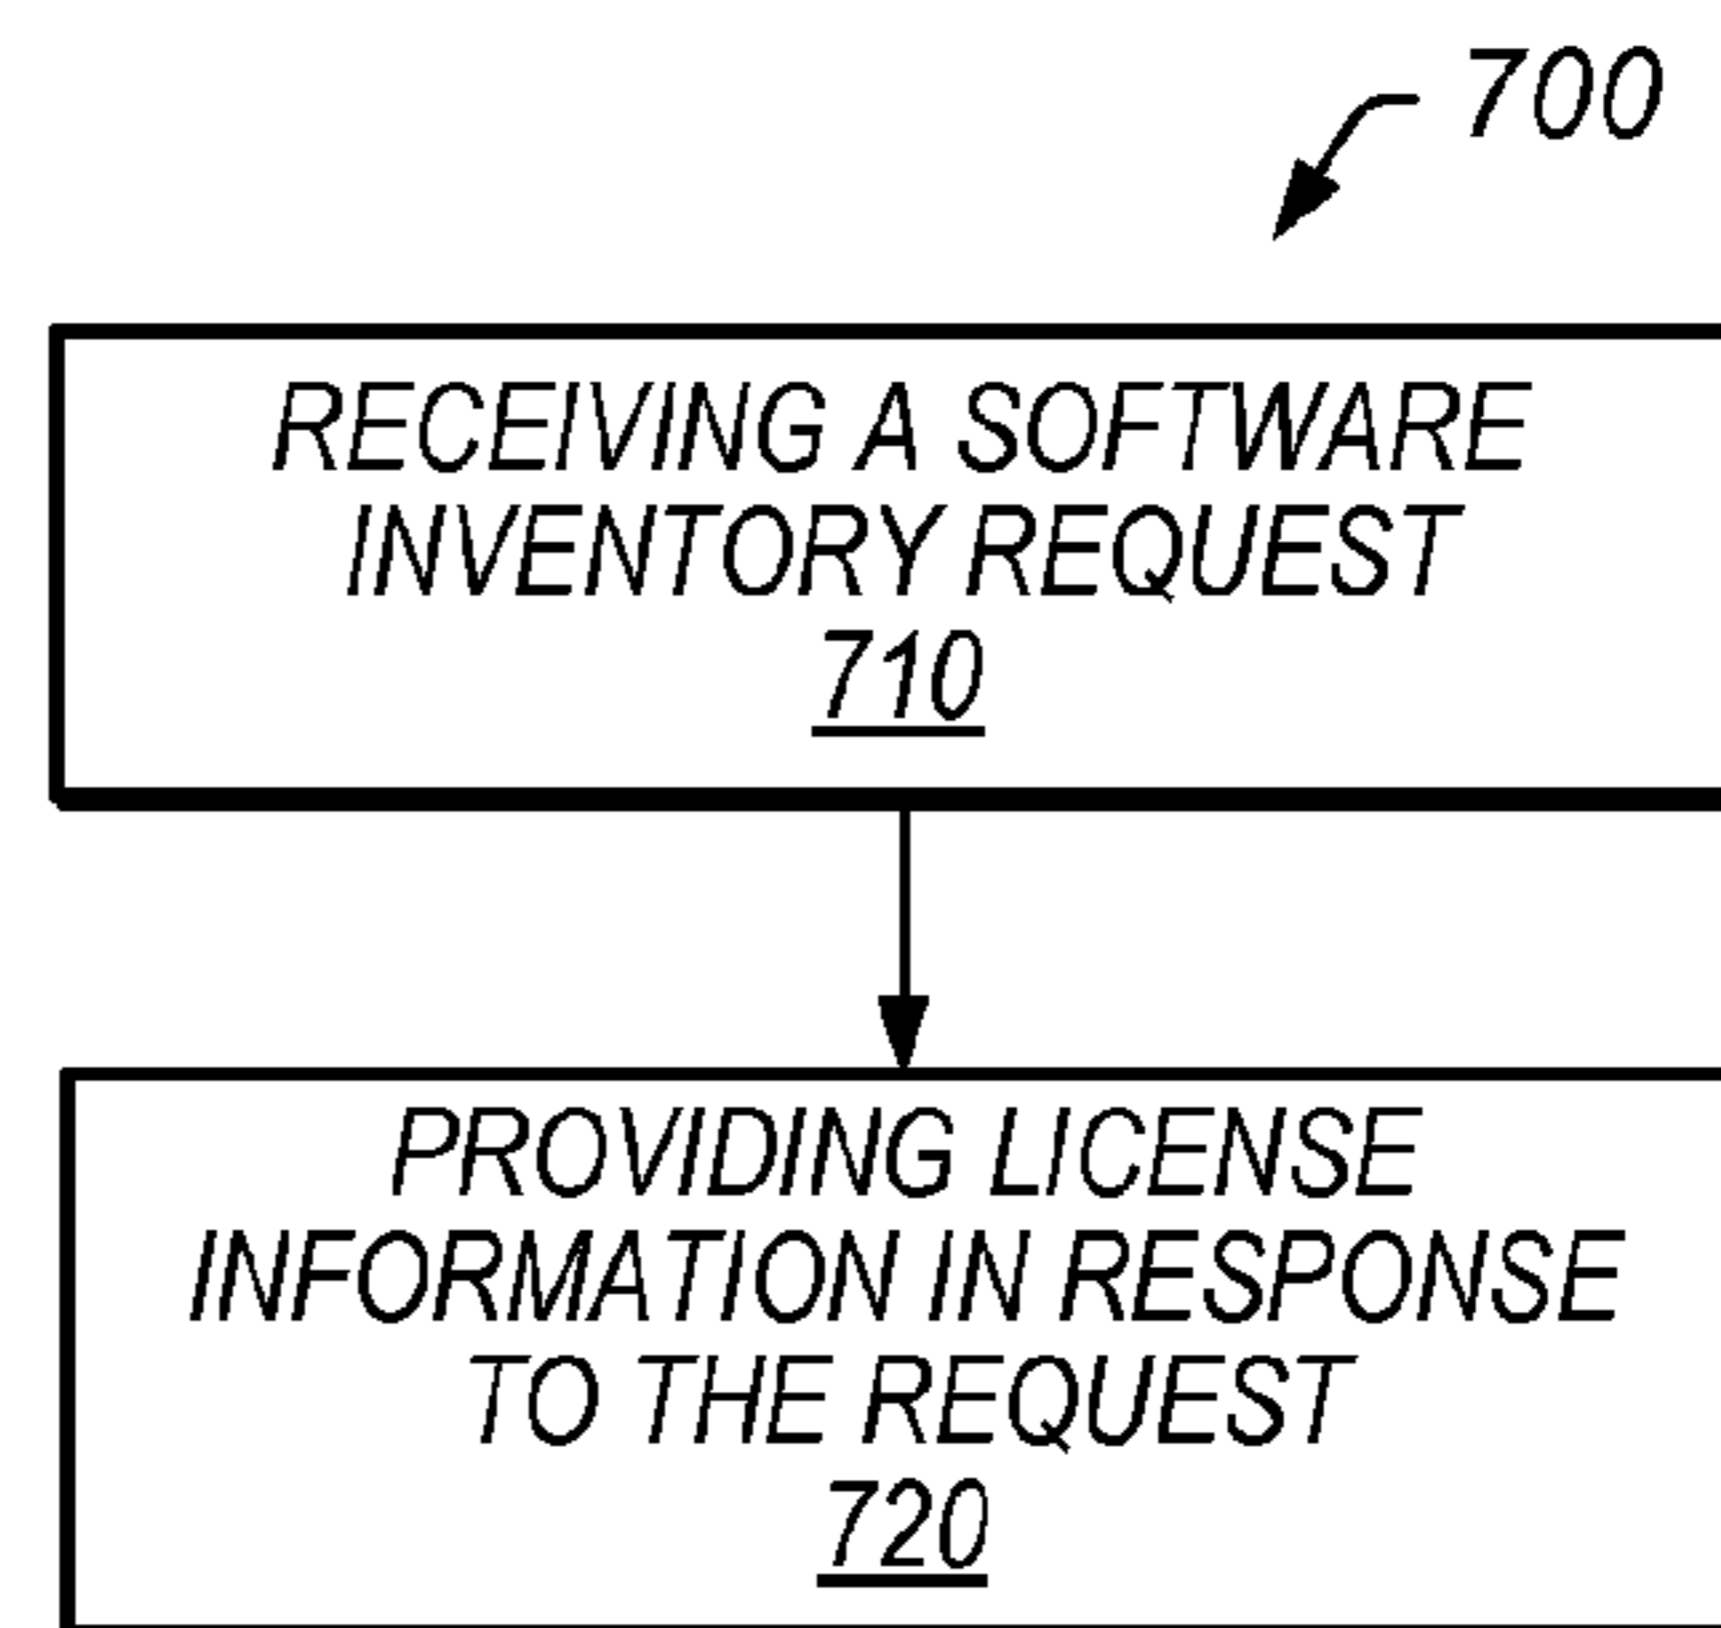 700
RECEIVING A SOFTWARE
INVENTORY REQUEST
710
PROVIDING LICENSE
INFORMATION IN RESPONSE
TO THE REQUEST
720